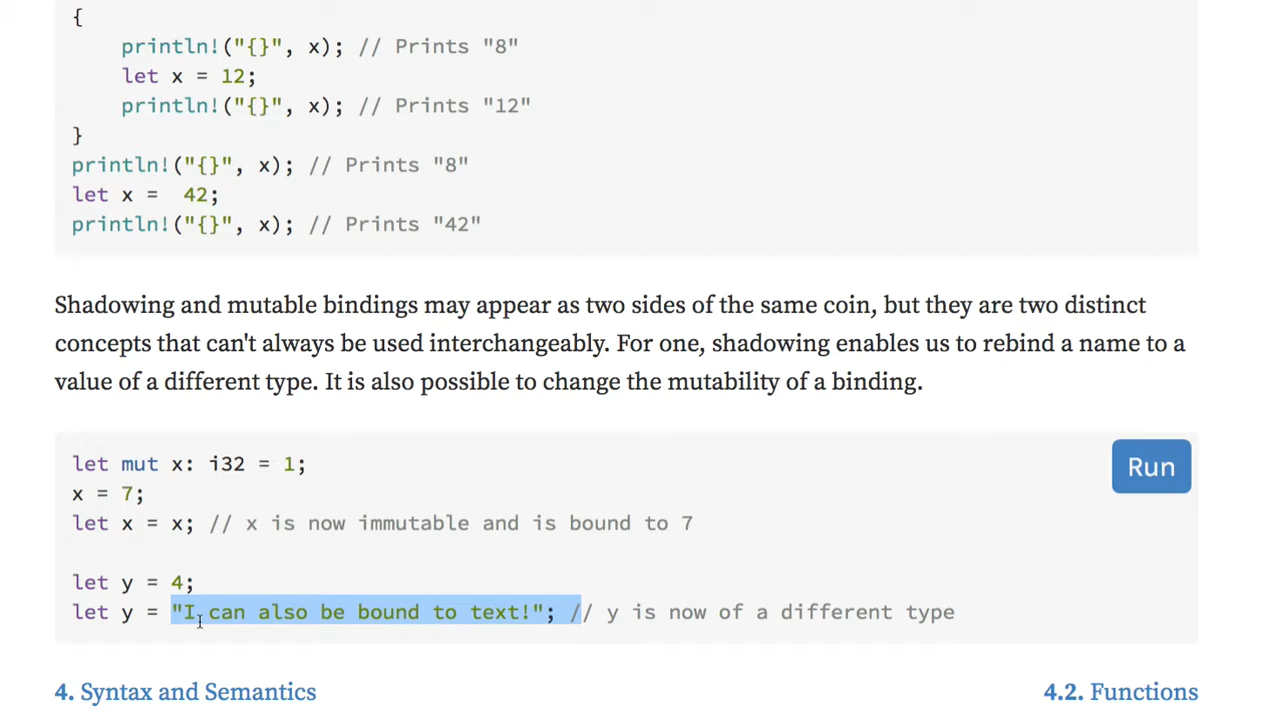 {
    println!("{}", x); // Prints "8"
    let x = 12;
    println!("{}", x); // Prints "12"
}
println!("{}", x); // Prints "8"
let x =  42;
println!("{}", x); // Prints "42"
Shadowing and mutable bindings may appear as two sides of the same coin, but they are two distinct
concepts that can't always be used interchangeably. For one, shadowing enables us to rebind a name to a
value of a different type. It is also possible to change the mutability of a binding.
let mut x: i32 = 1;
Run
x = 7;
let x = x; // x is now immutable and is bound to 7
let y = 4;
let y = "I can also be bound to text!"; // y is now of a different type
4. Syntax and Semantics
4.2. Functions